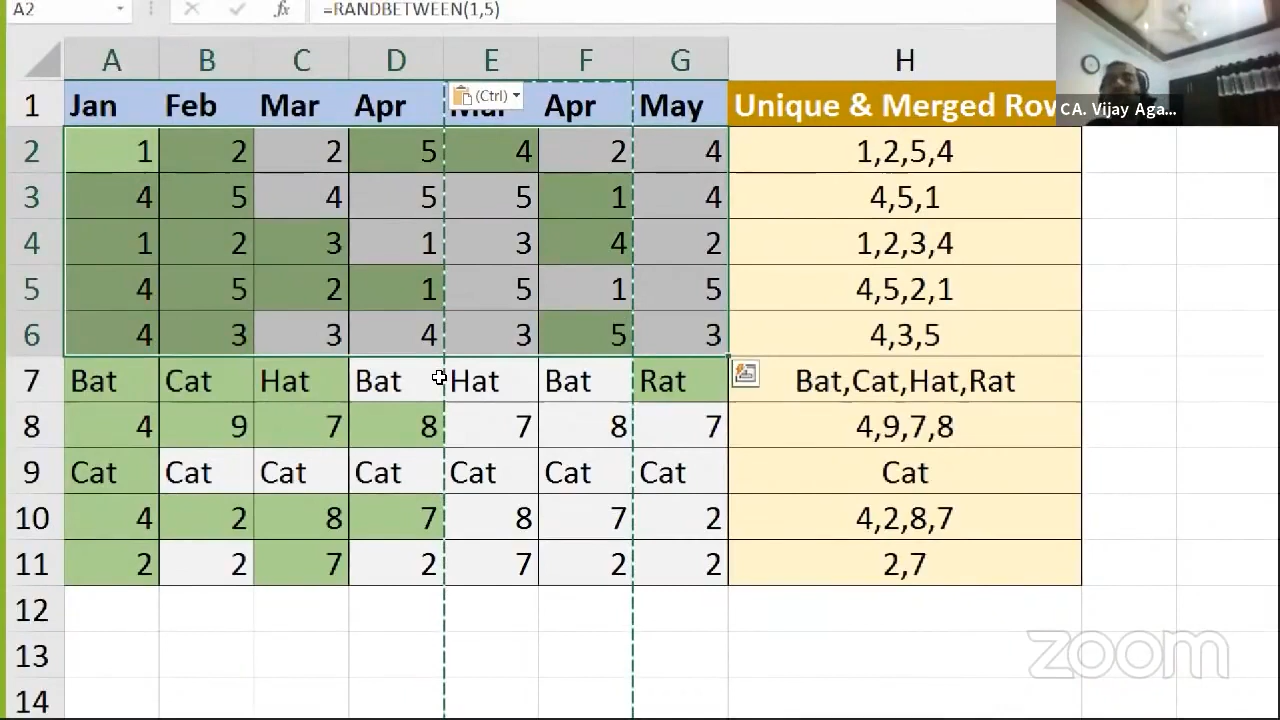 A2 fx =RANDBETWEEN(1,5)
A B C D E F G H
1 Jan Feb Mar Apr Mar Apr May Unique & Merged Row
(Ctrl)
CA. Vijay Aga...
2 1 2 2 5 4 2 4 1,2,5,4
3 4 5 4 5 5 1 4 4,5,1
4 1 2 3 1 3 4 2 1,2,3,4
5 4 5 2 1 5 1 5 4,5,2,1
6 4 3 3 4 3 5 3 4,3,5
7 Bat Cat Hat Bat Hat Bat Rat Bat,Cat,Hat,Rat
8 4 9 7 8 7 8 7 4,9,7,8
9 Cat Cat Cat Cat Cat Cat Cat Cat
10 4 2 8 7 8 7 2 4,2,8,7
11 2 2 7 2 7 2 2 2,7
12
13
14
zoom